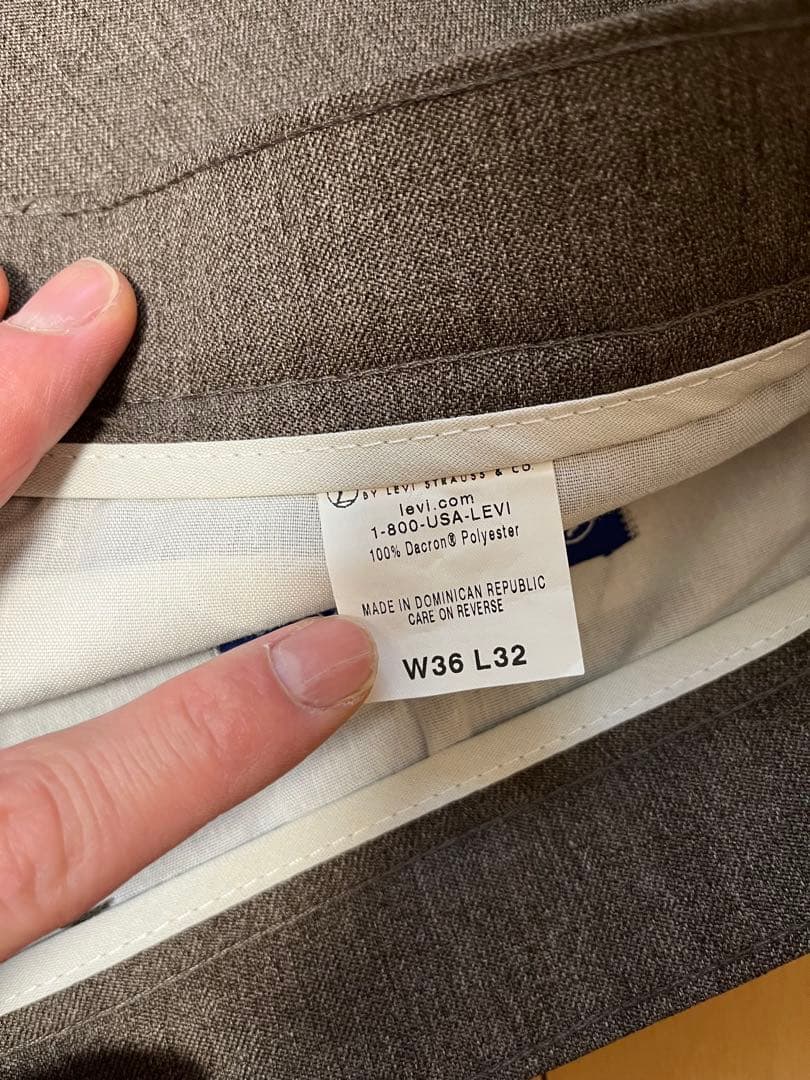 BY LEVI STRAUSS & CO.
levi.com
1-800-USA-LEVI
100% Dacron® Polyester
MADE IN DOMINICAN REPUBLIC
CARE ON REVERSE
W36 L32